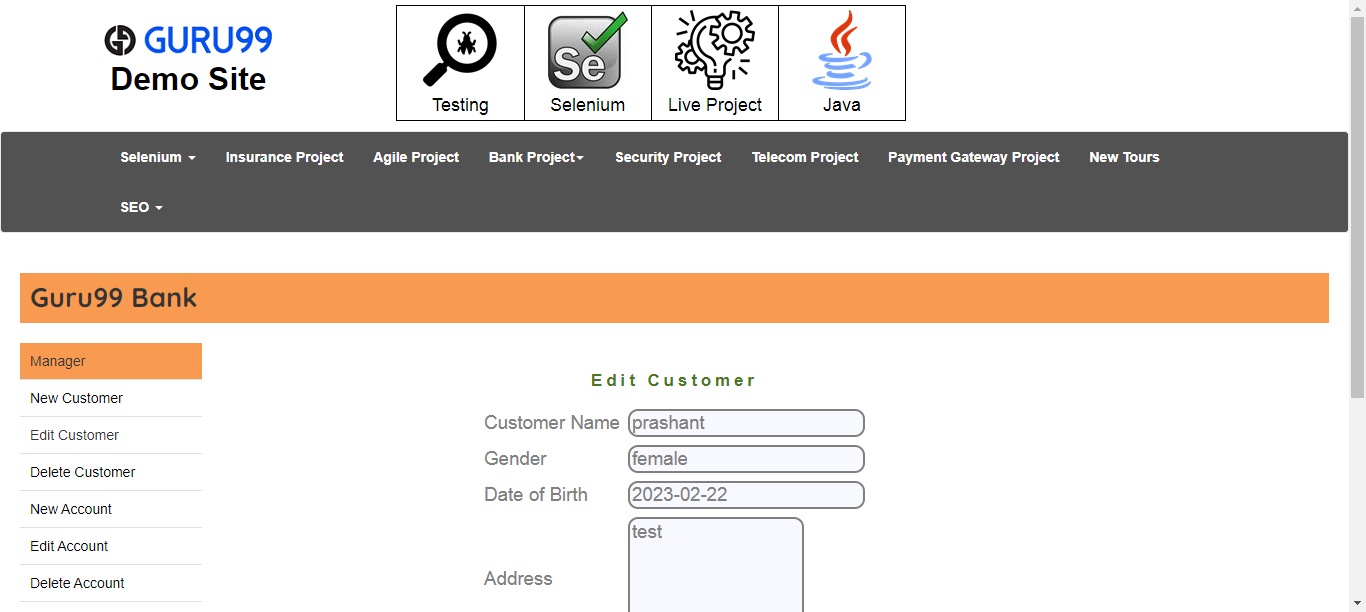 GURU99
Demo Site
Se
Testing Selenium Live Project Java
Selenium Insurance Project Agile Project Bank Project Security Project Telecom Project Payment Gateway Project New Tours
SEO
Guru99 Bank
Manager
New Customer
Edit Customer
Delete Customer
New Account
Edit Account
Delete Account
Edit Customer
Customer Name prashant
Gender female
Date of Birth 2023-02-22
Address test